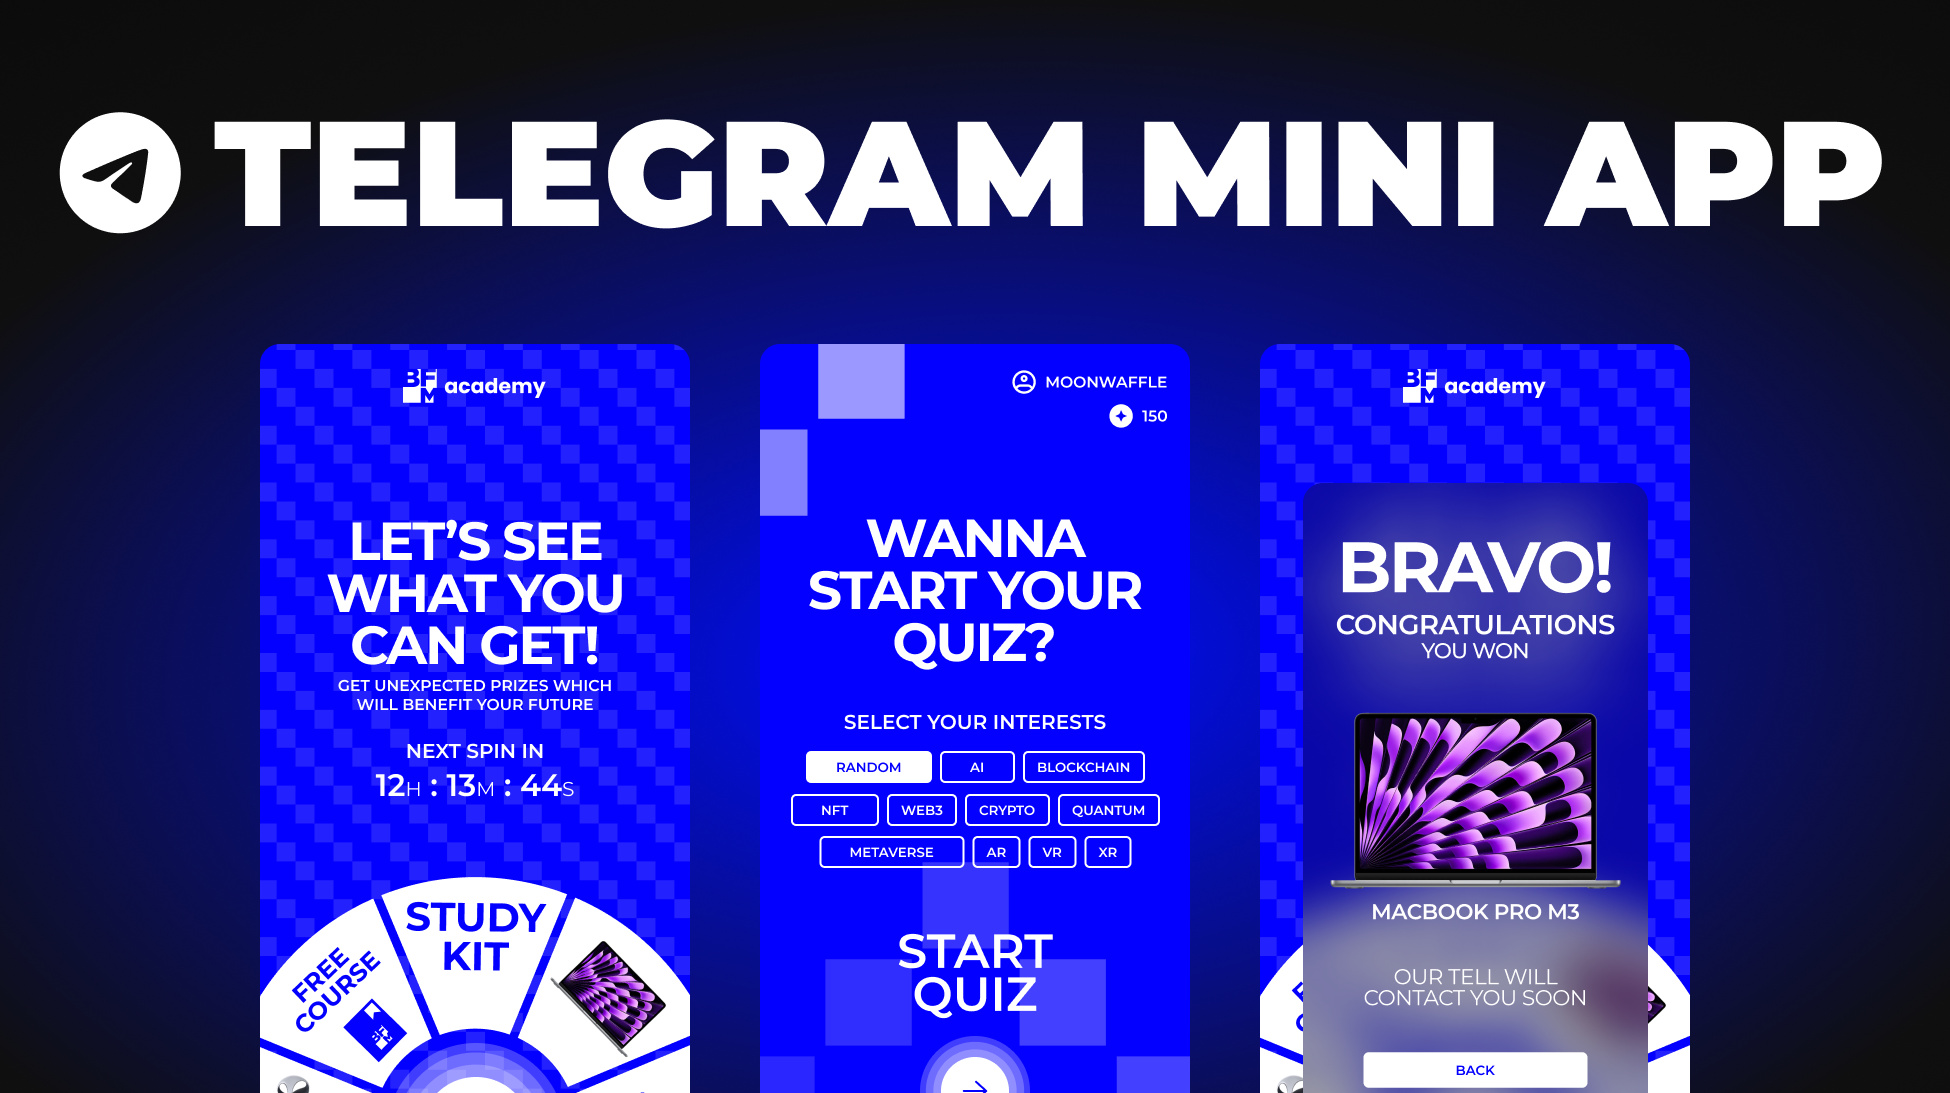 TELEGRAM MINI APP
BFM academy
LET'S SEE
WHAT YOU
CAN GET!
GET UNEXPECTED PRIZES WHICH
WILL BENEFIT YOUR FUTURE
NEXT SPIN IN
12H : 13M : 44S
FREE
COURSE
STUDY
KIT
MOONWAFFLE
150
WANNA
START YOUR
QUIZ?
SELECT YOUR INTERESTS
RANDOM AI BLOCKCHAIN
NFT WEB3 CRYPTO QUANTUM
METAVERSE AR VR XR
START
QUIZ
BFM academy
BRAVO!
CONGRATULATIONS
YOU WON
MACBOOK PRO M3
OUR TELL WILL
CONTACT YOU SOON
BACK